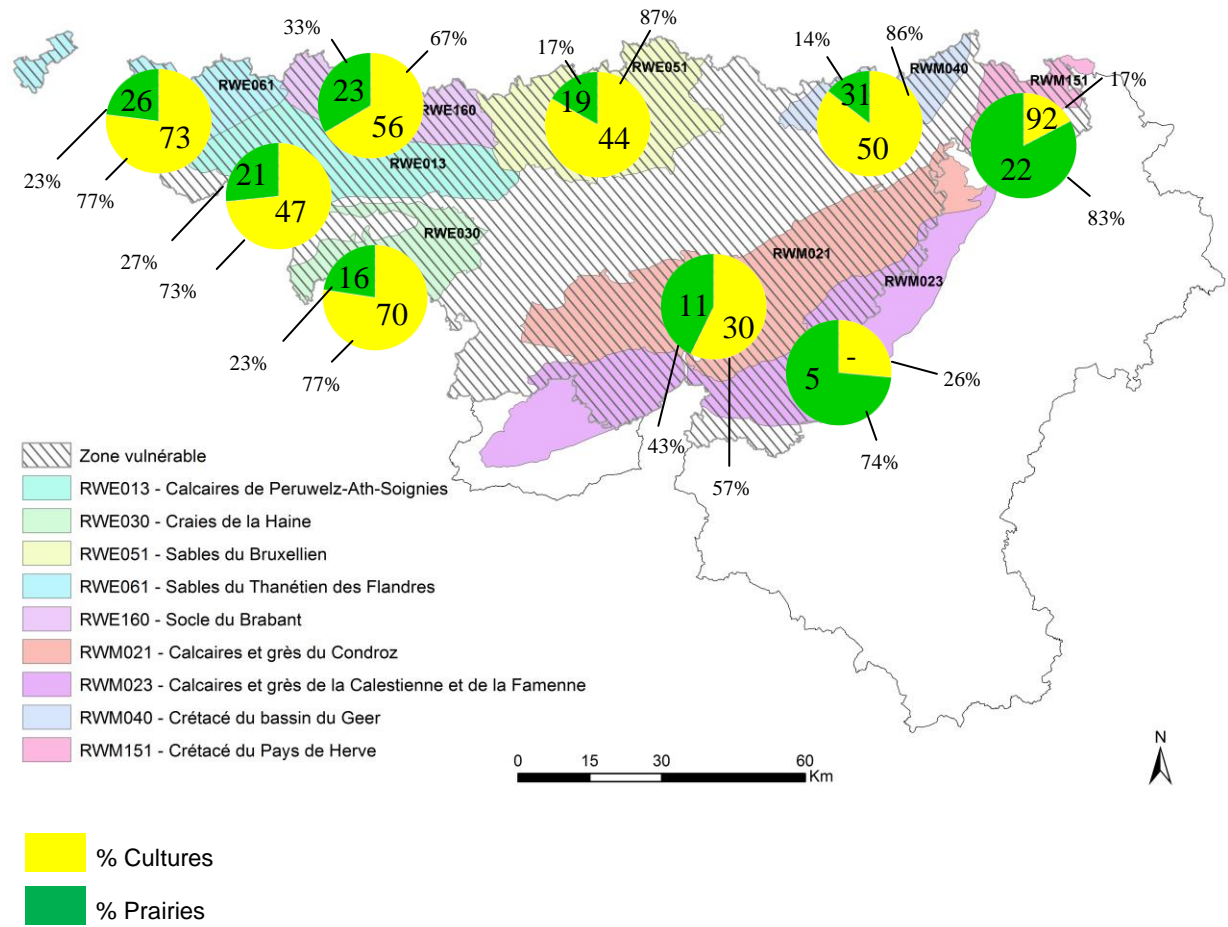 33%
67%
17%
87%
14%
86%
RWE051
RWM040
RWM151
17%
RWE061
26
73
23
56
RWE160
19
44
31
50
92
22
23%
77%
RWE013
21
47
83%
27%
73%
RWE030
RWM021
RWM023
16
70
11
30
-
5
23%
77%
26%
43%
57%
74%
Zone vulnérable
RWE013 - Calcaires de Peruwelz-Ath-Soignies
RWE030 - Craies de la Haine
RWE051 - Sables du Bruxellien
RWE061 - Sables du Thanétien des Flandres
RWE160 - Socle du Brabant
RWM021 - Calcaires et grès du Condroz
RWM023 - Calcaires et grès de la Calestienne et de la Famenne
RWM040 - Crétacé du bassin du Geer
RWM151 - Crétacé du Pays de Herve
0 15 30 60
Km
N
% Cultures
% Prairies